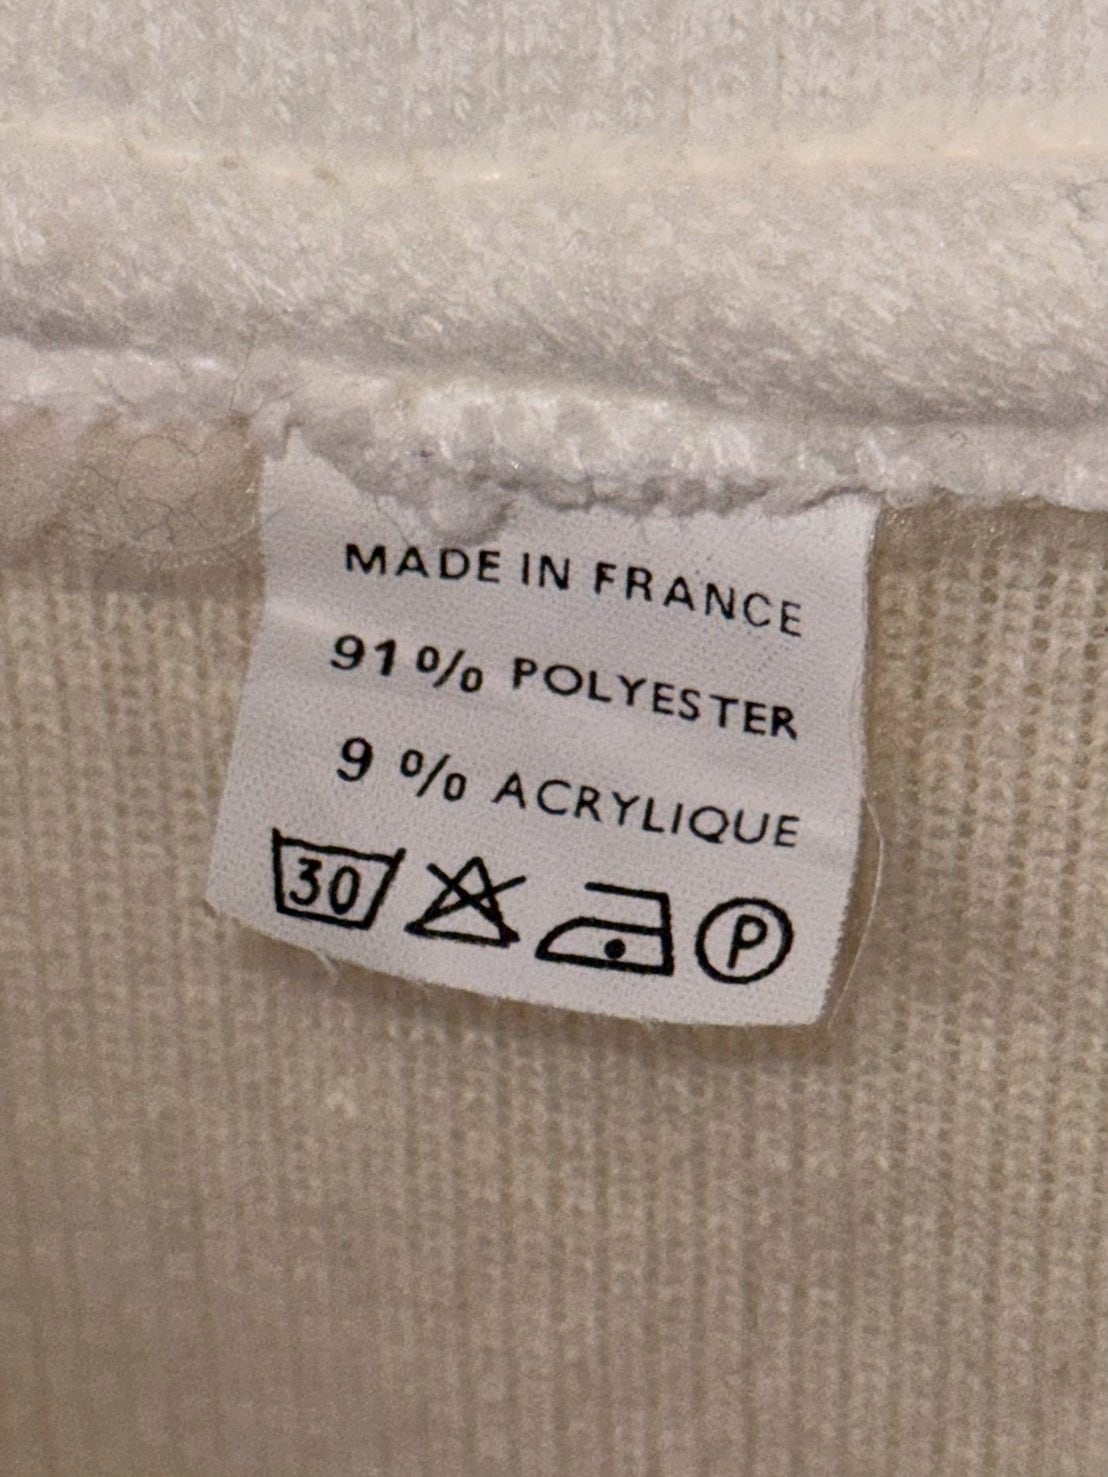 MADE IN FRANCE
91% POLYESTER
9 % ACRYLIQUE
30 P